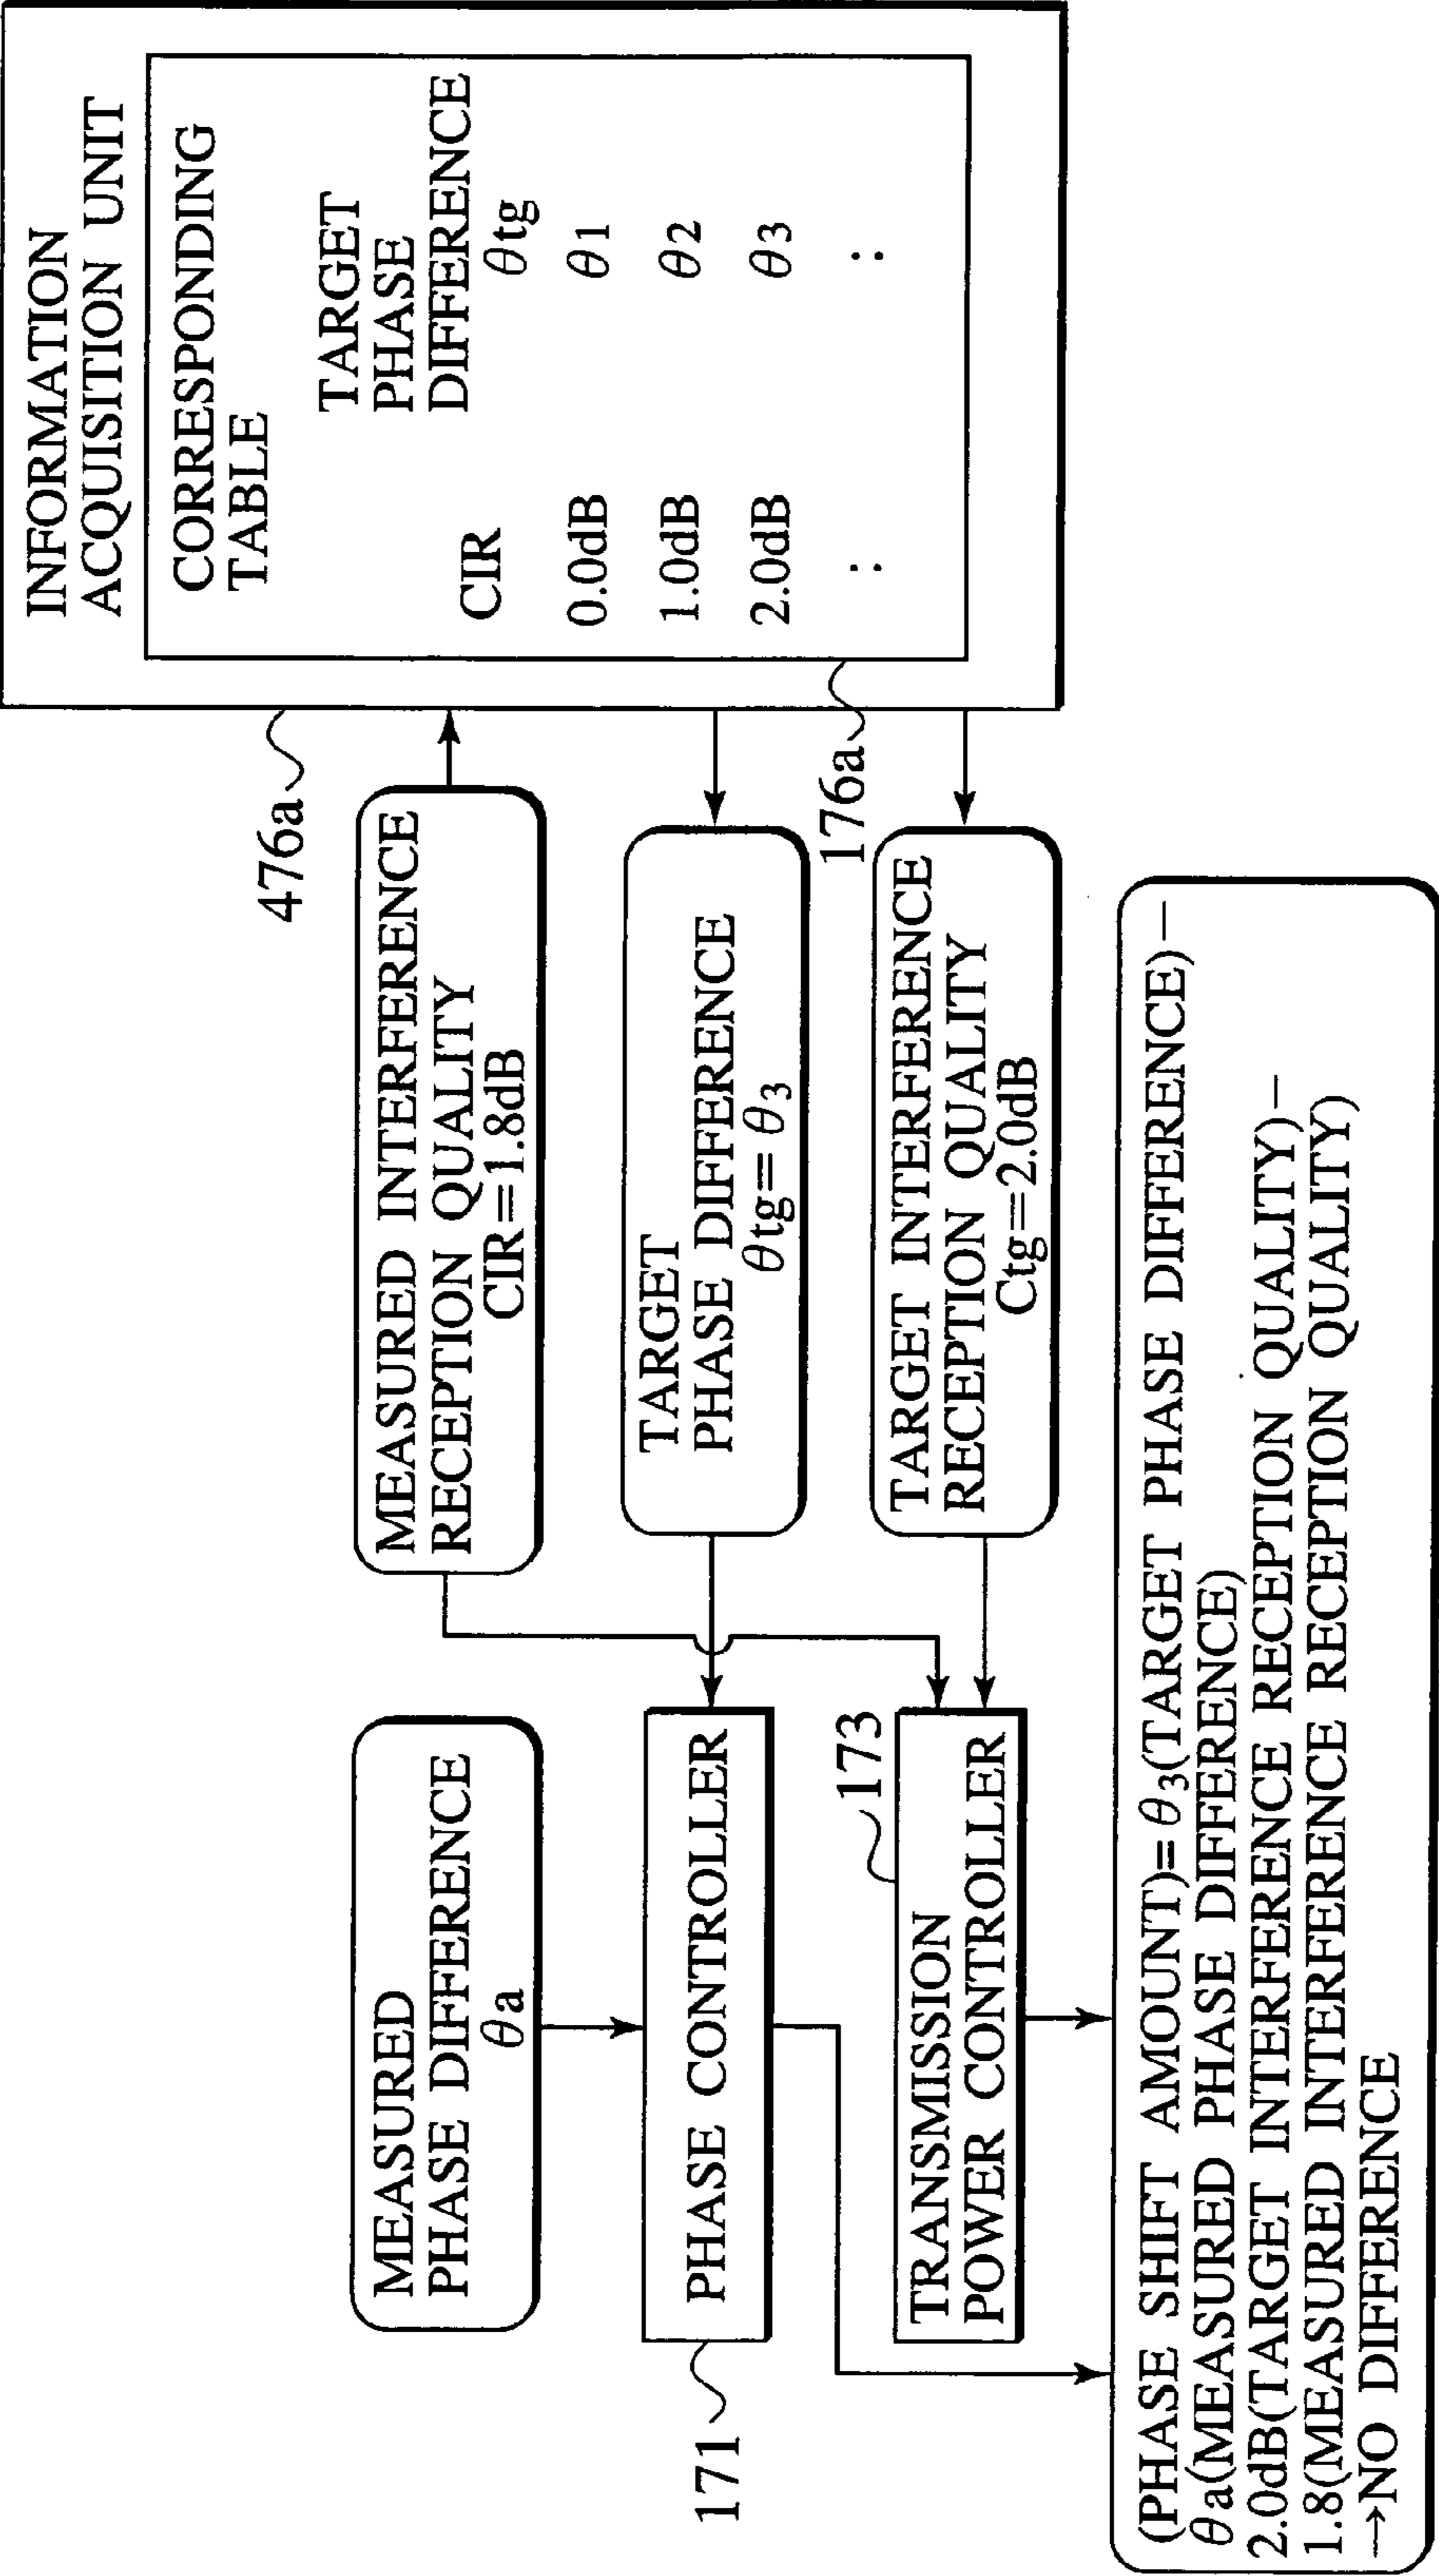 MEASURED
PHASE DIFFERENCE
θa
171
PHASE CONTROLLER
173
TRANSMISSION
POWER CONTROLLER
MEASURED INTERFERENCE
RECEPTION QUALITY
CIR=1.8dB
TARGET
PHASE DIFFERENCE
θtg=θ3
TARGET INTERFERENCE
RECEPTION QUALITY
Ctg=2.0dB
476a
176a
INFORMATION
ACQUISITION UNIT
CORRESPONDING
TABLE
TARGET
PHASE
CIR DIFFERENCE
θtg
0.0dB θ1
1.0dB θ2
2.0dB θ3
: :
(PHASE SHIFT AMOUNT)=θ3(TARGET PHASE DIFFERENCE)−
θa(MEASURED PHASE DIFFERENCE)
2.0dB(TARGET INTERFERENCE RECEPTION QUALITY)−
1.8(MEASURED INTERFERENCE RECEPTION QUALITY)
→NO DIFFERENCE